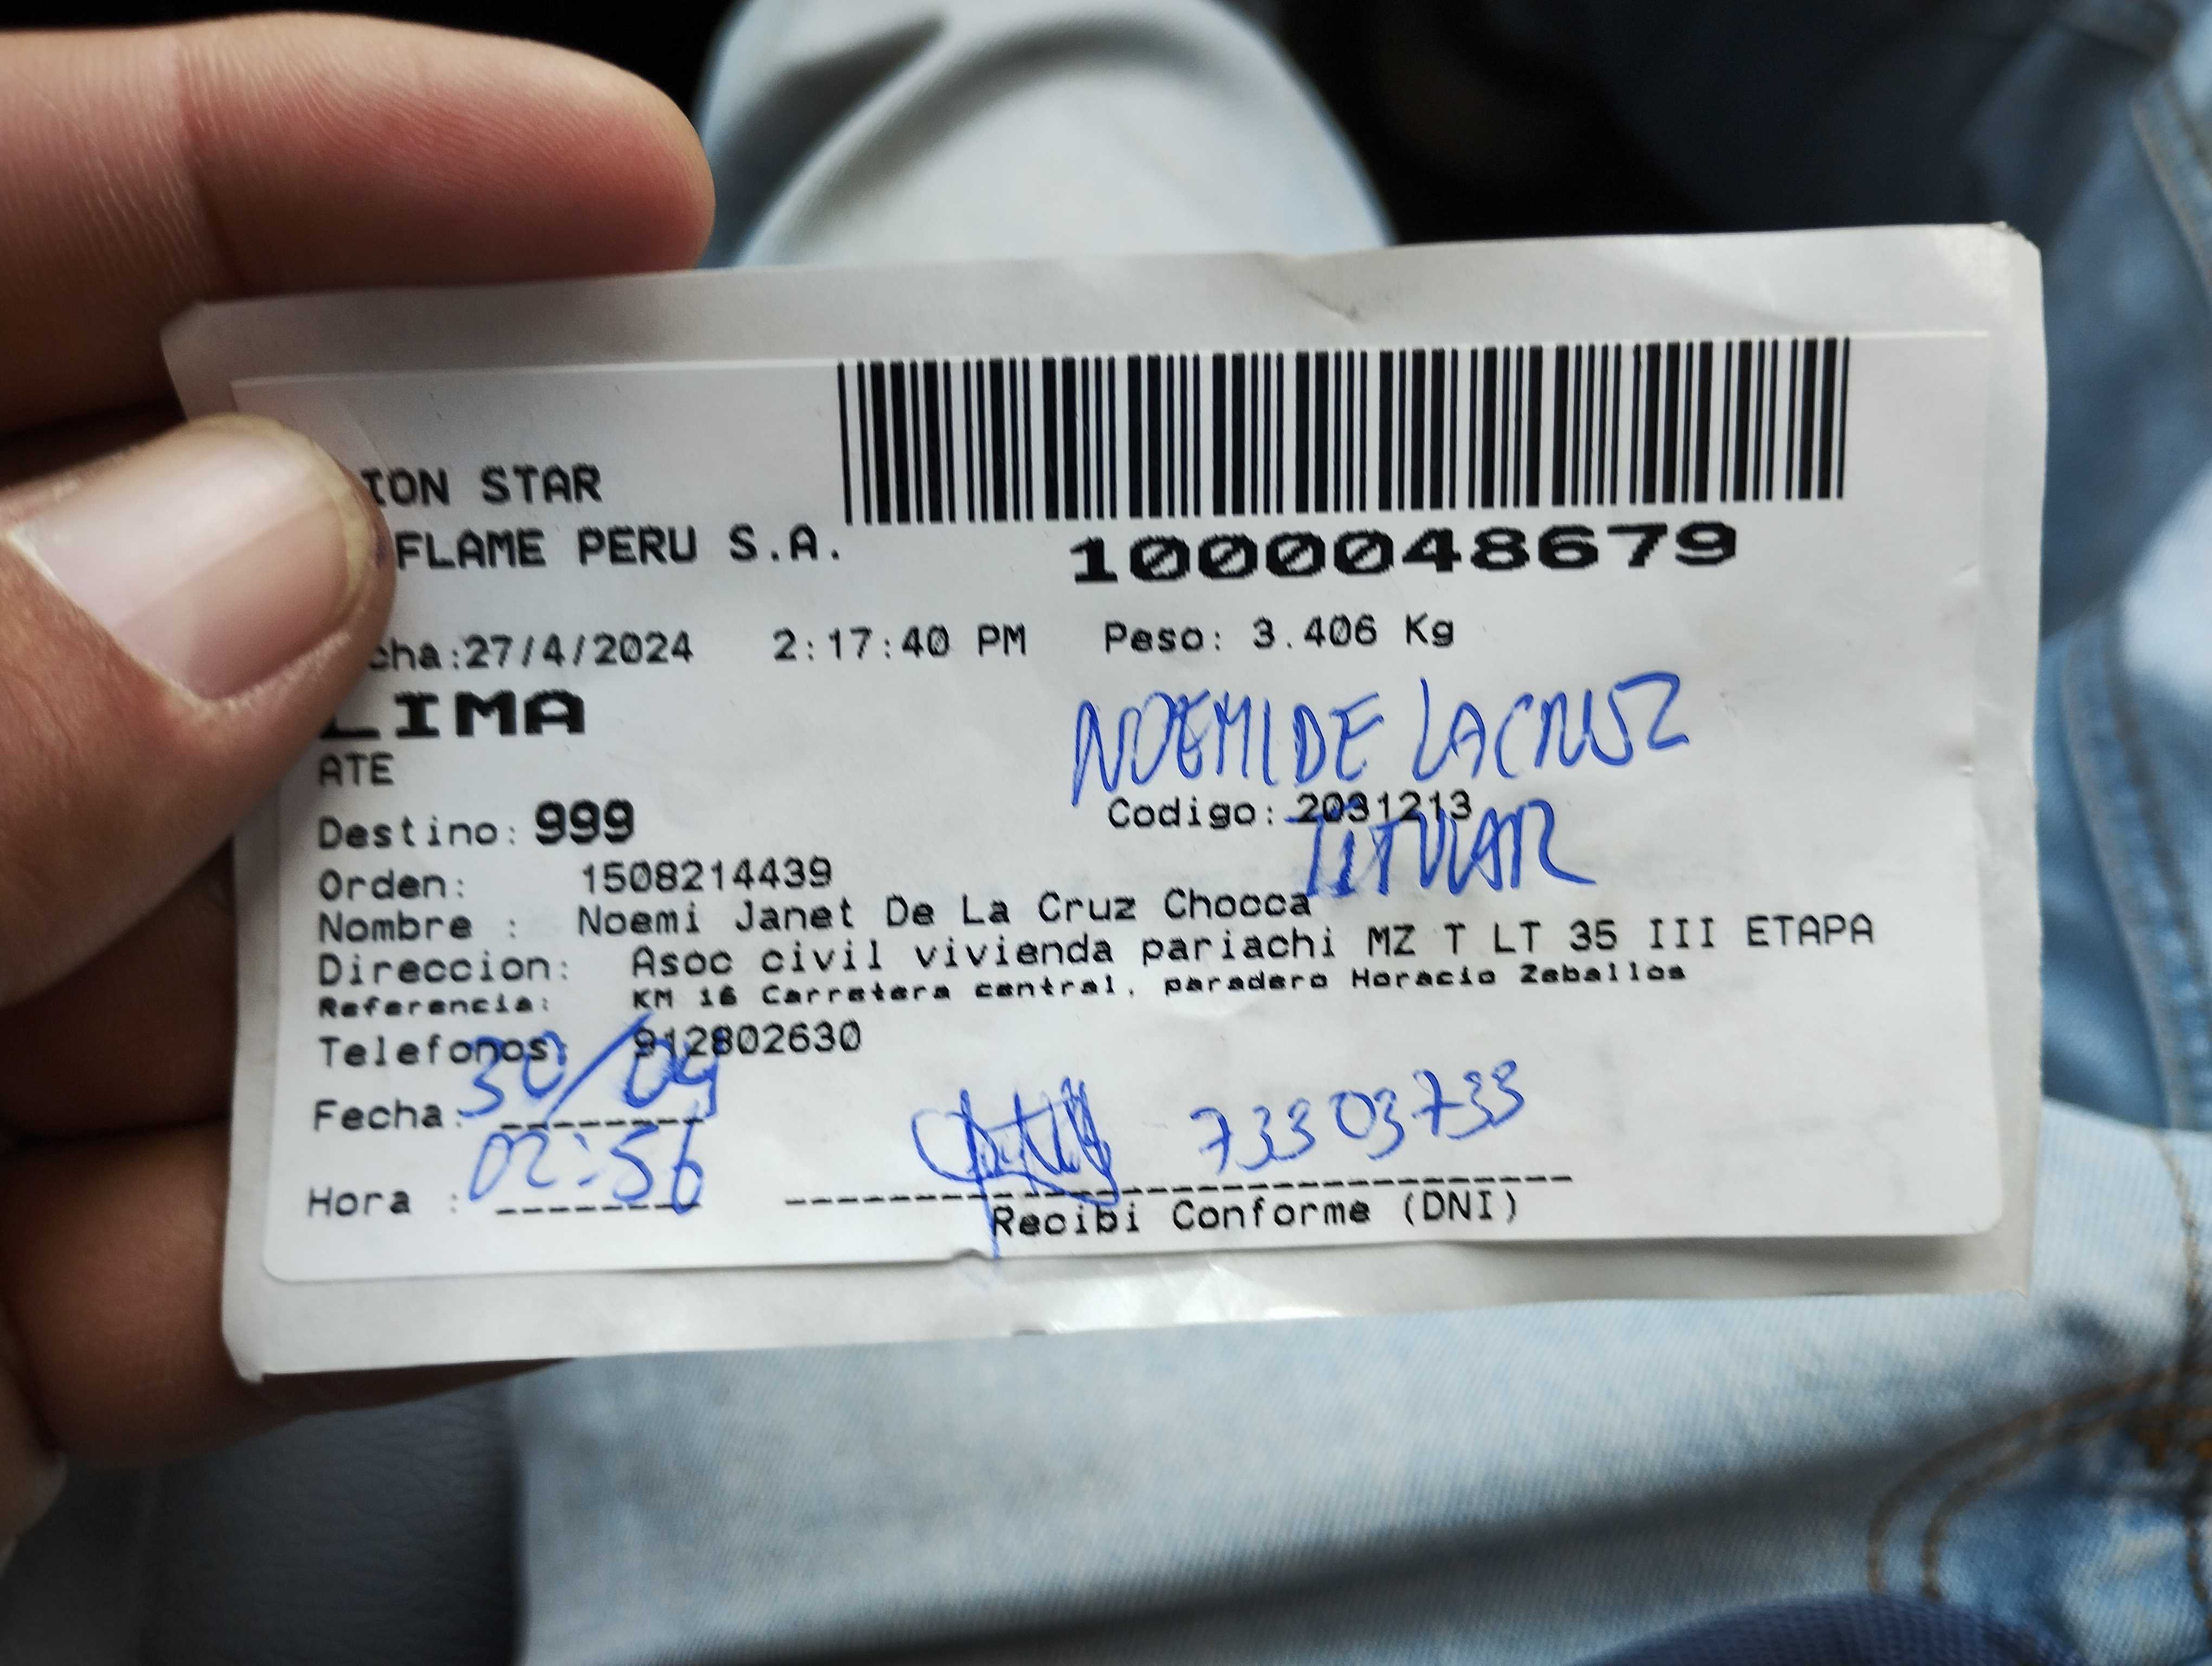 ION STAR
FLAME PERU S.A.
1000048679
cha:27/4/2024 2:17:40 PM Peso: 3.406 Kg
LIMA
NOEMI DE LA CRUZ
ATE
Destino: 999 Codigo: 2031213
TITULAR
Orden: 1508214439
Nombre : Noemi Janet De La Cruz Chocca
Direccion: Asoc civil vivienda pariachi MZ T LT 35 III ETAPA
Referencia: KM 16 Carretera central, paradero Horacio Zeballos
Telefonos: 912802630
Fecha: 30/04
73303733
Hora : 02:56
Recibi Conforme (DNI)